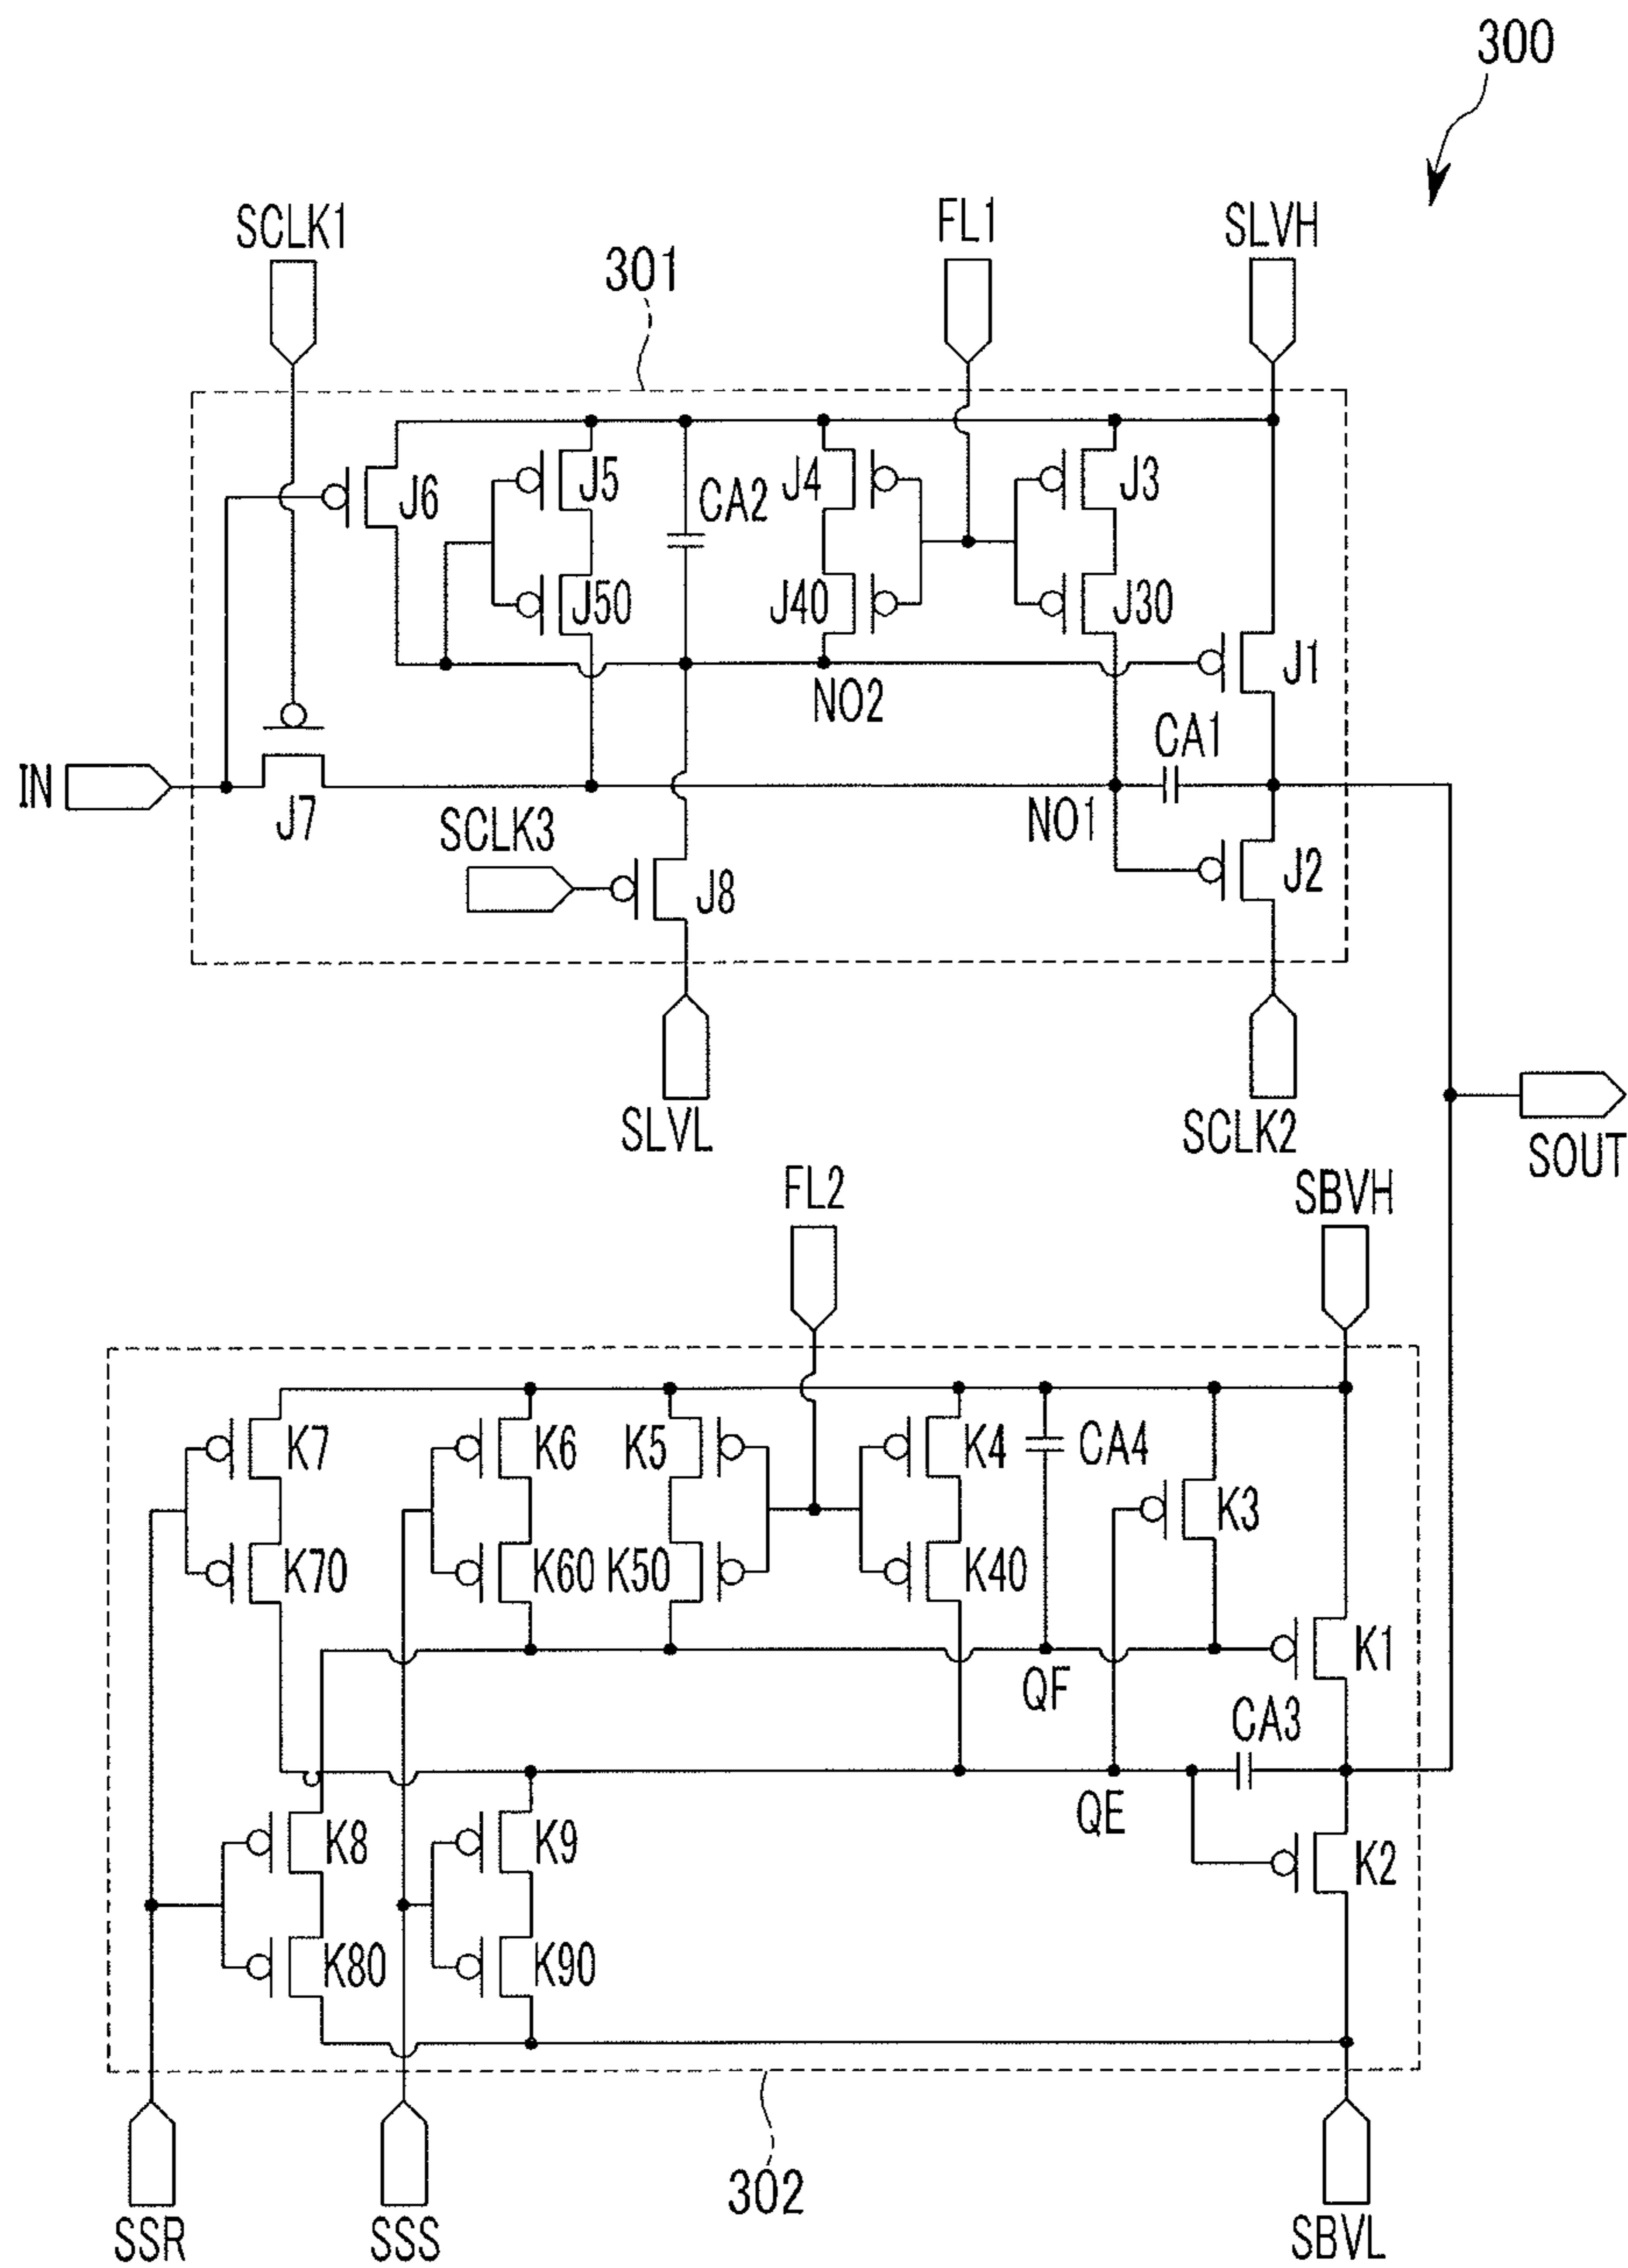 300
SCLK1
FL1
SLVH
301
J6
J5
CA2
J4
J3
J50
J40
J30
J1
NO2
CA1
IN
J7
SCLK3
NO1
J8
J2
SLVL
SCLK2
SOUT
FL2
SBVH
K7
K6
K5
K4
CA4
K3
K70
K60
K50
K40
K1
QF
CA3
QE
K8
K9
K2
K80
K90
302
SSR
SSS
SBVL